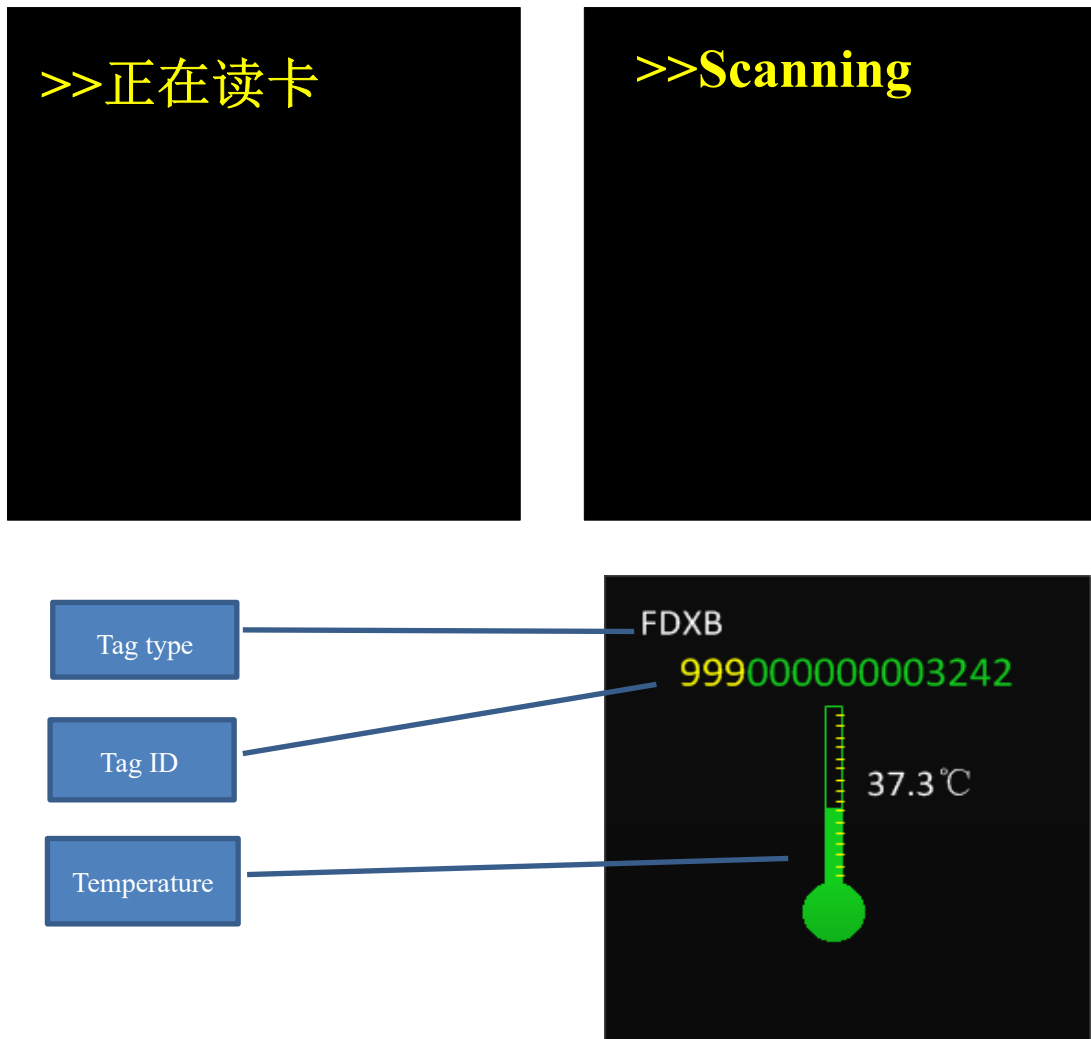 >>正在读卡
>>Scanning
Tag type
FDXB
Tag ID
999000000003242
37.3℃
Temperature